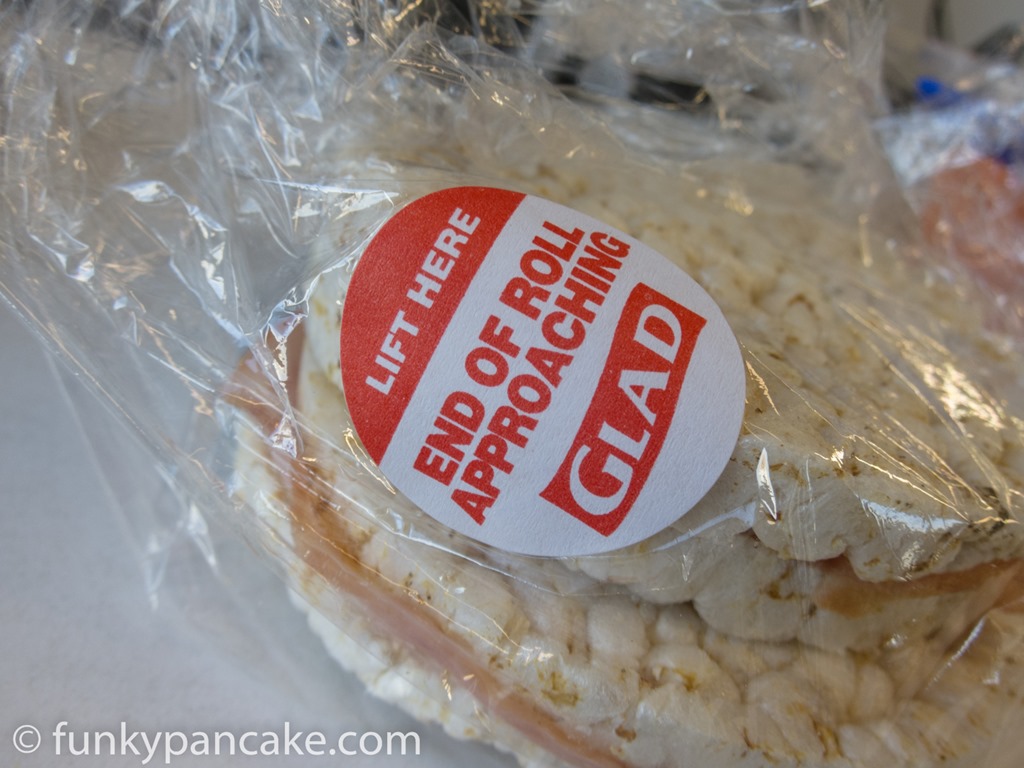 LIFT HERE
END OF ROLL
APPROACHING
GLAD
© funkypancake.com